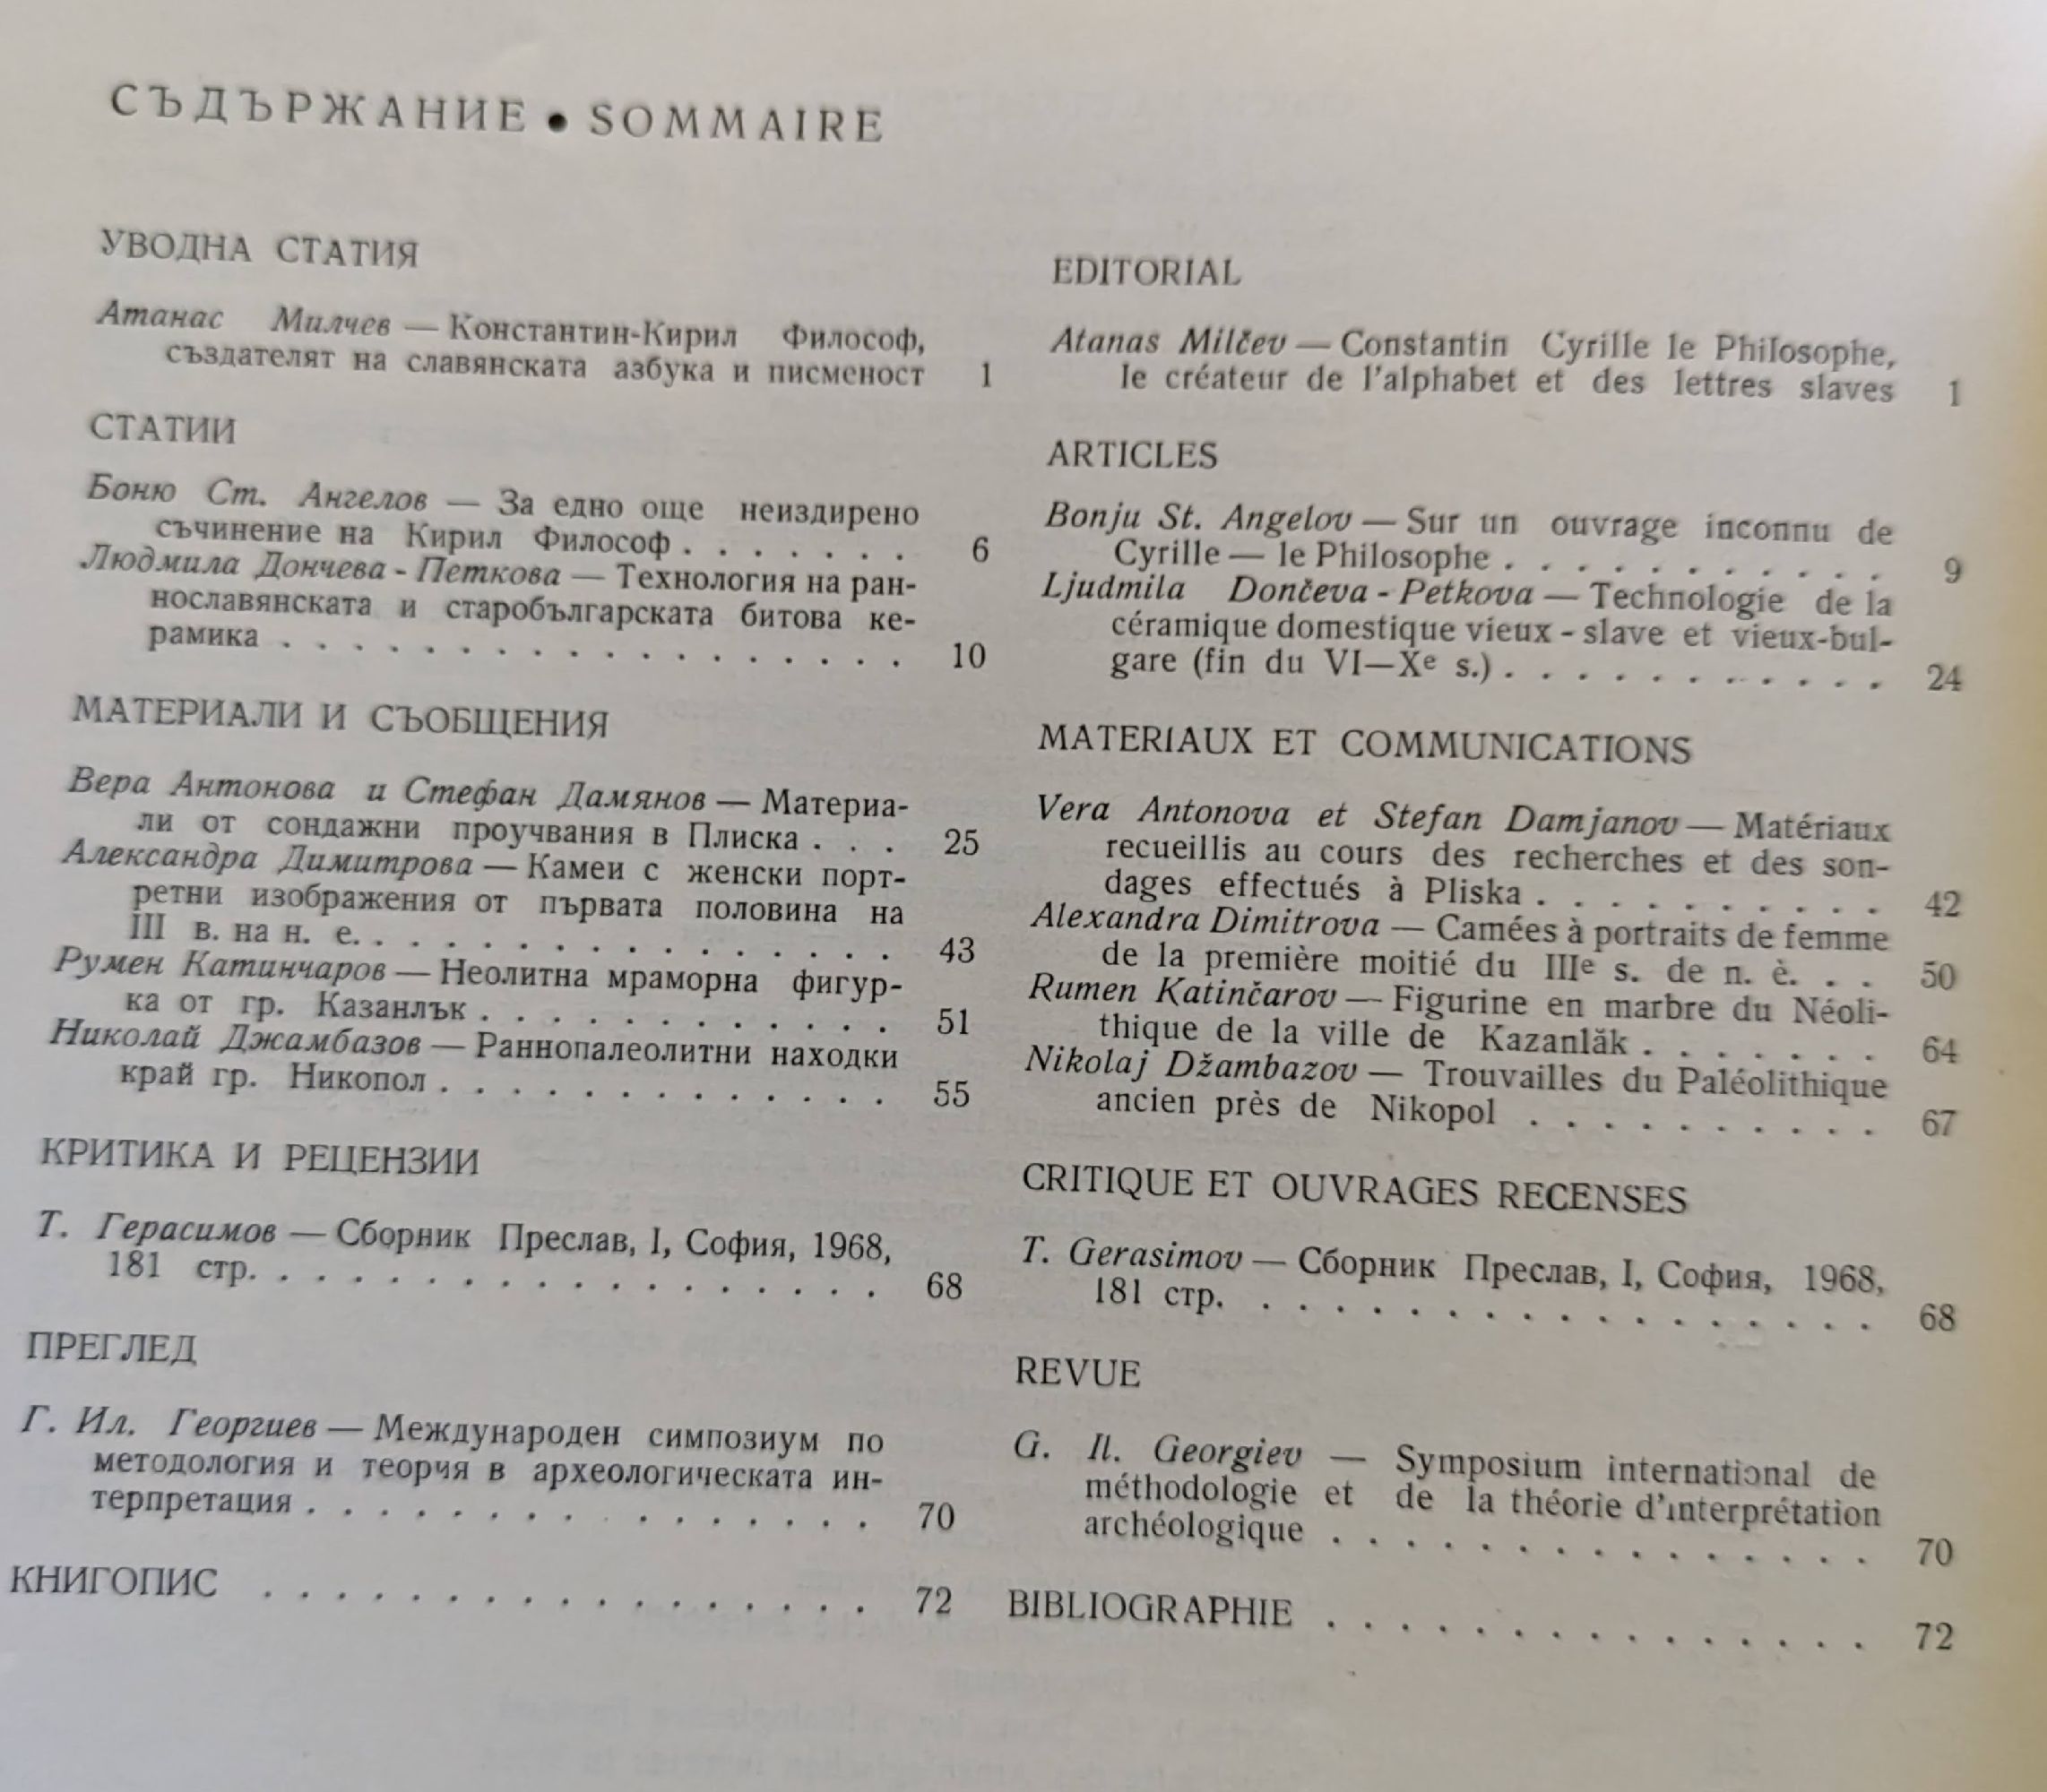 СЪДЪРЖАНИЕ • SOMMAIRE
УВОДНА СТАТИЯ
Атанас Милчев — Константин-Кирил Философ,
създателят на славянската азбука и писменост 1
СТАТИИ
Боню Ст. Ангелов — За едно още неиздирено
съчинение на Кирил Философ . . . . . . . 6
Людмила Дончева - Петкова — Технология на ран-
нославянската и старобългарската битова ке-
рамика . . . . . . . . . . . . . . . . . . 10
МАТЕРИАЛИ И СЪОБЩЕНИЯ
Вера Антонова и Стефан Дамянов — Материа-
ли от сондажни проучвания в Плиска . . . 25
Александра Димитрова — Камеи с женски порт-
ретни изображения от първата половина на
III в. на н. е. . . . . . . . . . . . . . . . 43
Румен Катинчаров — Неолитна мраморна фигур-
ка от гр. Казанлък . . . . . . . . . . . . 51
Николай Джамбазов — Раннопалеолитни находки
край гр. Никопол . . . . . . . . . . . . . 55
КРИТИКА И РЕЦЕНЗИИ
Т. Герасимов — Сборник Преслав, I, София, 1968,
181 стр. . . . . . . . . . . . . . . . . . . 68
ПРЕГЛЕД
Г. Ил. Георгиев — Международен симпозиум по
методология и теория в археологическата ин-
терпретация . . . . . . . . . . . . . . . . 70
КНИГОПИС . . . . . . . . . . . . . . . . . 72
EDITORIAL
Atanas Milčev — Constantin Cyrille le Philosophe,
le créateur de l'alphabet et des lettres slaves 1
ARTICLES
Bonju St. Angelov — Sur un ouvrage inconnu de
Cyrille — le Philosophe . . . . . . . . . . . 9
Ljudmila Dončeva - Petkova — Technologie de la
céramique domestique vieux - slave et vieux-bul-
gare (fin du VI—Xe s.) . . . . . . . . . . . 24
MATERIAUX ET COMMUNICATIONS
Vera Antonova et Stefan Damjanov — Matériaux
recueillis au cours des recherches et des son-
dages effectués à Pliska . . . . . . . . . . 42
Alexandra Dimitrova — Camées à portraits de femme
de la première moitié du IIIe s. de n. è. . . 50
Rumen Katinčarov — Figurine en marbre du Néoli-
thique de la ville de Kazanlăk . . . . . . . 64
Nikolaj Džambazov — Trouvailles du Paléolithique
ancien près de Nikopol . . . . . . . . . . 67
CRITIQUE ET OUVRAGES RECENSES
T. Gerasimov — Сборник Преслав, I, София, 1968,
181 стр. . . . . . . . . . . . . . . . . . 68
REVUE
G. Il. Georgiev — Symposium international de
méthodologie et de la théorie d'interprétation
archéologique . . . . . . . . . . . . . . . 70
BIBLIOGRAPHIE . . . . . . . . . . . . . . . 72